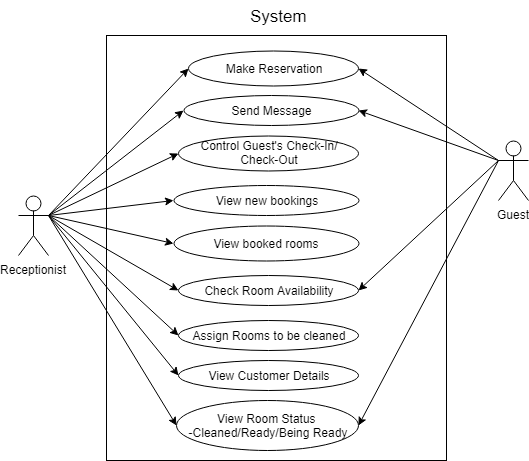 System
Make Reservation
Send Message
Control Guest's Check-In/
Check-Out
View new bookings
View booked rooms
Check Room Availability
Assign Rooms to be cleaned
View Customer Details
View Room Status
-Cleaned/Ready/Being Ready
Receptionist
Guest